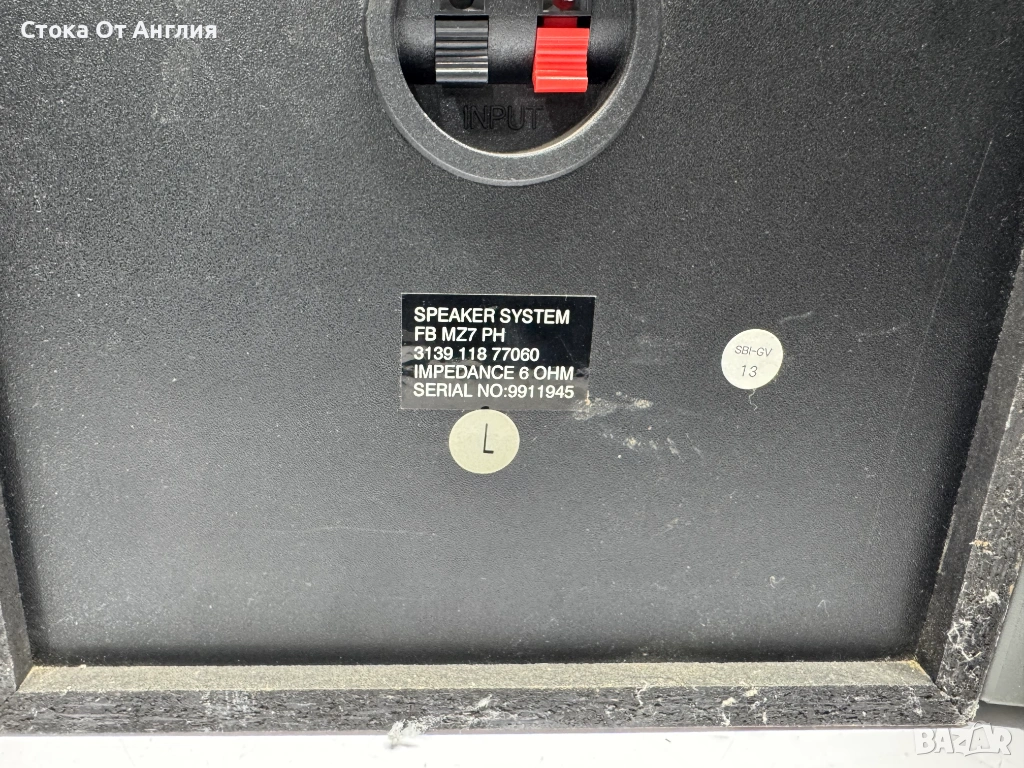 Стока От Англия
INPUT
SPEAKER SYSTEM
FB MZ7 PH
3139 118 77060
IMPEDANCE 6 OHM
SERIAL NO:9911945
SBI-GV
13
L
BAZAR